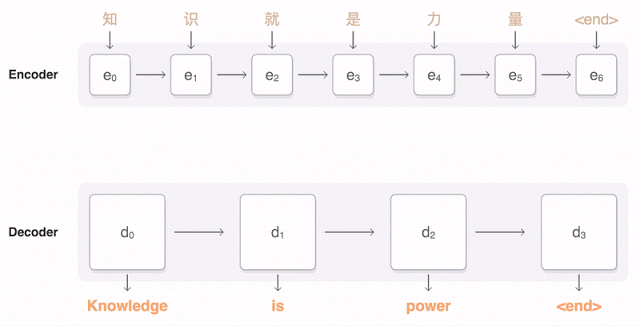 知 识 就 是 力 量 <end>
Encoder e₀ e₁ e₂ e₃ e₄ e₅ e₆
Decoder d₀ d₁ d₂ d₃
Knowledge is power <end>